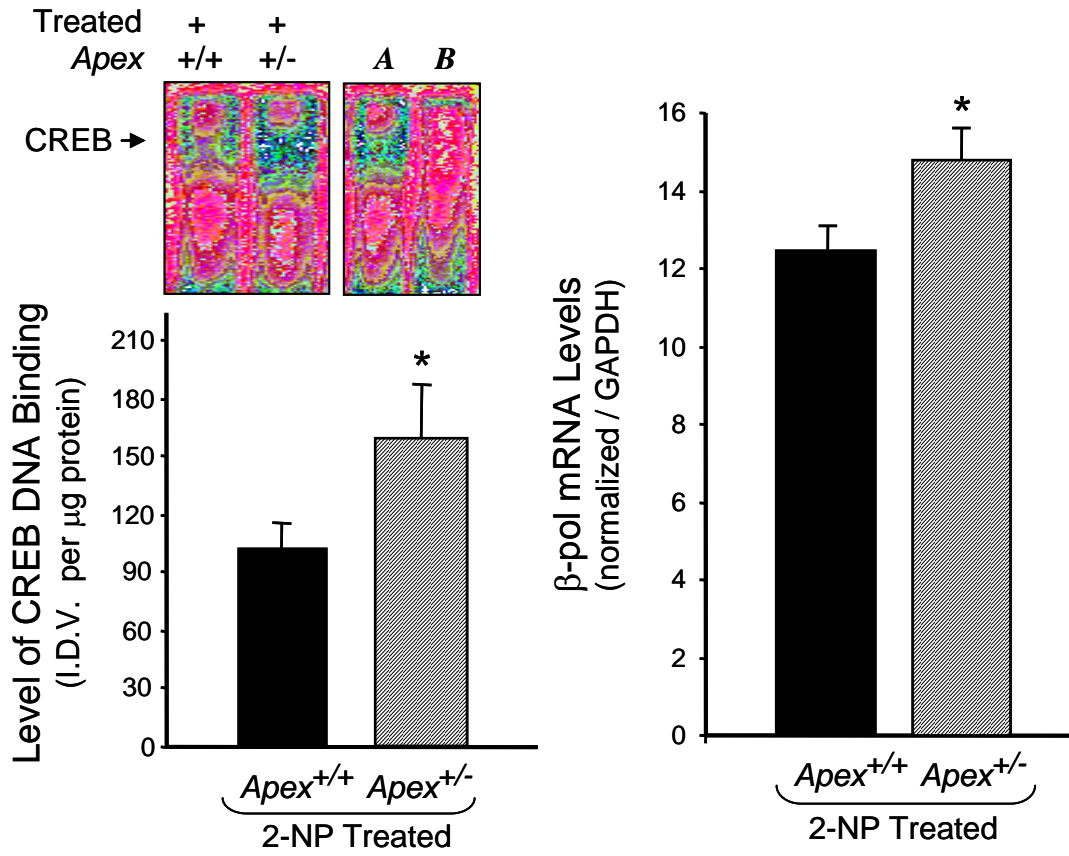 Treated + +
Apex +/+ +/- A B
CREB
Level of CREB DNA Binding
(I.D.V. per µg protein)
210
180
150
120
90
60
30
0
*
Apex+/+ Apex+/-
2-NP Treated
β-pol mRNA Levels
(normalized / GAPDH)
16
14
12
10
8
6
4
2
0
*
Apex+/+ Apex+/-
2-NP Treated